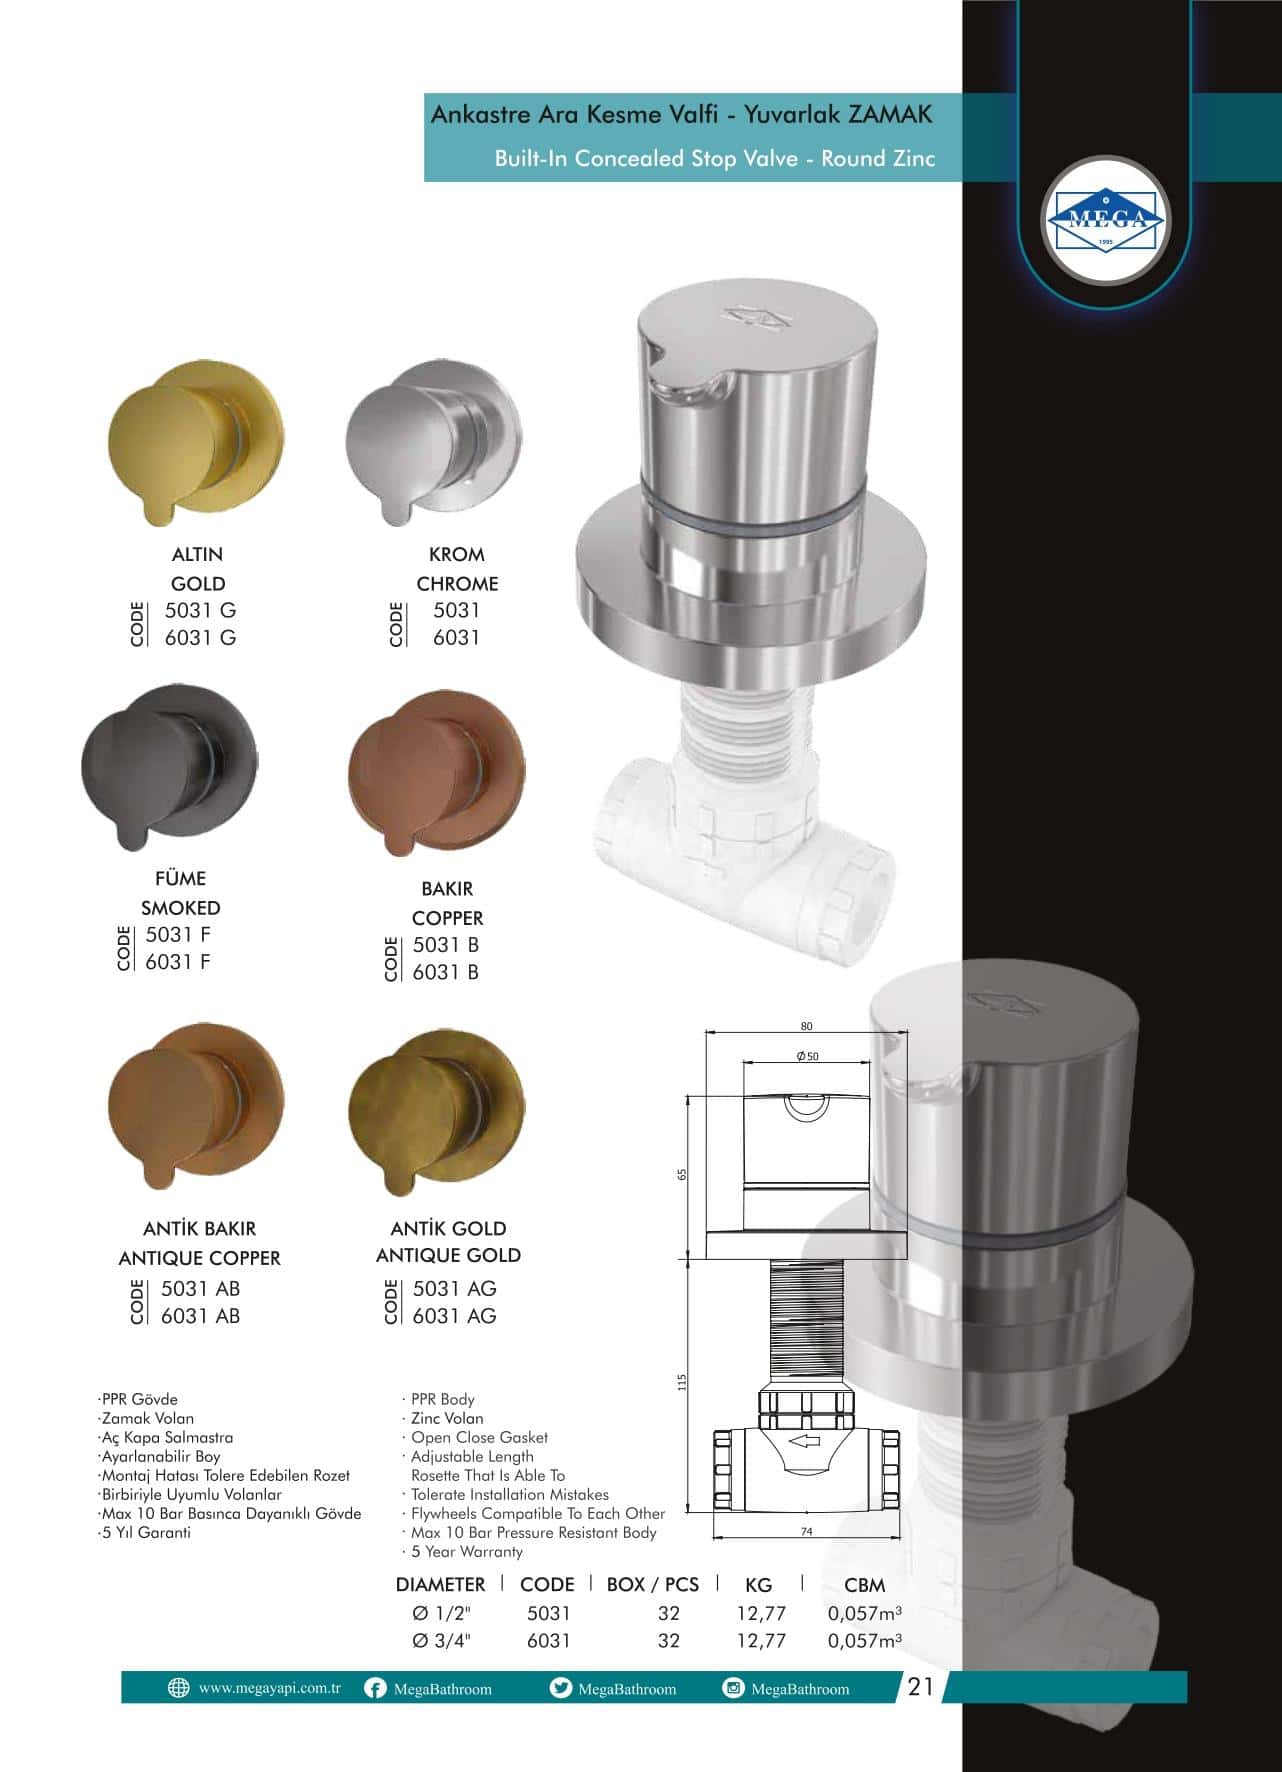 Ankastre Ara Kesme Valfi - Yuvarlak ZAMAK
Built-In Concealed Stop Valve - Round Zinc
MEGA
1995
ALTIN
GOLD
CODE
5031 G
6031 G
KROM
CHROME
CODE
5031
6031
FÜME
SMOKED
CODE
5031 F
6031 F
BAKIR
COPPER
CODE
5031 B
6031 B
ANTİK BAKIR
ANTIQUE COPPER
CODE
5031 AB
6031 AB
ANTİK GOLD
ANTIQUE GOLD
CODE
5031 AG
6031 AG
80
Ø50
65
115
74
·PPR Gövde
·Zamak Volan
·Aç Kapa Salmastra
·Ayarlanabilir Boy
·Montaj Hatası Tolere Edebilen Rozet
·Birbiriyle Uyumlu Volanlar
·Max 10 Bar Basınca Dayanıklı Gövde
·5 Yıl Garanti
· PPR Body
· Zinc Volan
· Open Close Gasket
· Adjustable Length
Rosette That Is Able To
· Tolerate Installation Mistakes
· Flywheels Compatible To Each Other
· Max 10 Bar Pressure Resistant Body
· 5 Year Warranty
DIAMETER | CODE | BOX / PCS | KG | CBM
Ø 1/2" 5031 32 12,77 0,057m³
Ø 3/4" 6031 32 12,77 0,057m³
www.megayapi.com.tr MegaBathroom MegaBathroom MegaBathroom 21